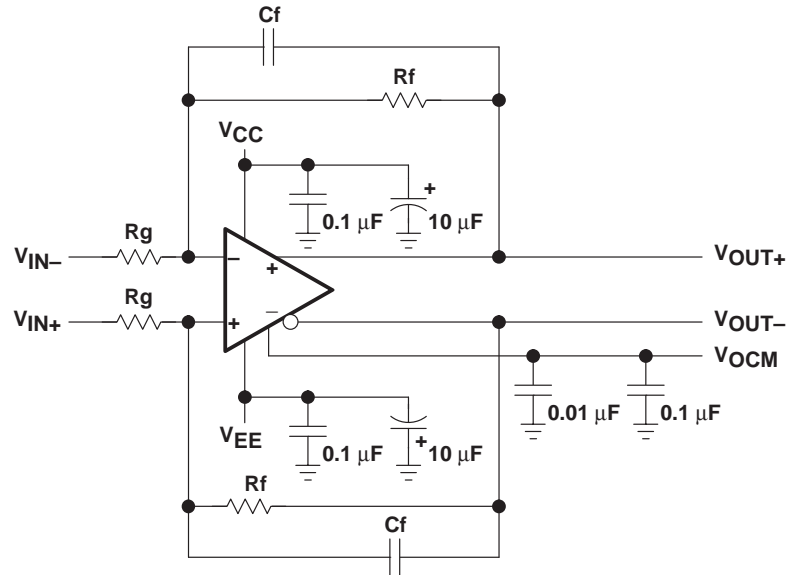 Cf
Rf
VCC
+
0.1 µF
10 µF
VIN–
Rg
–
+
VOUT+
Rg
VIN+
+
–
VOUT–
VOCM
0.01 µF
0.1 µF
VEE
0.1 µF
+
10 µF
Rf
Cf